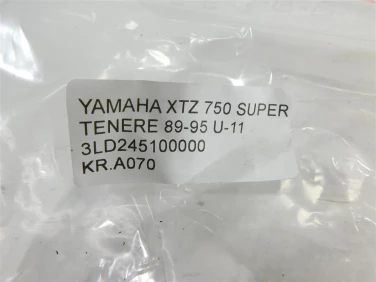 YAMAHA XTZ 750 SUPER
TENERE 89-95 U-11
3LD245100000
KR.A070